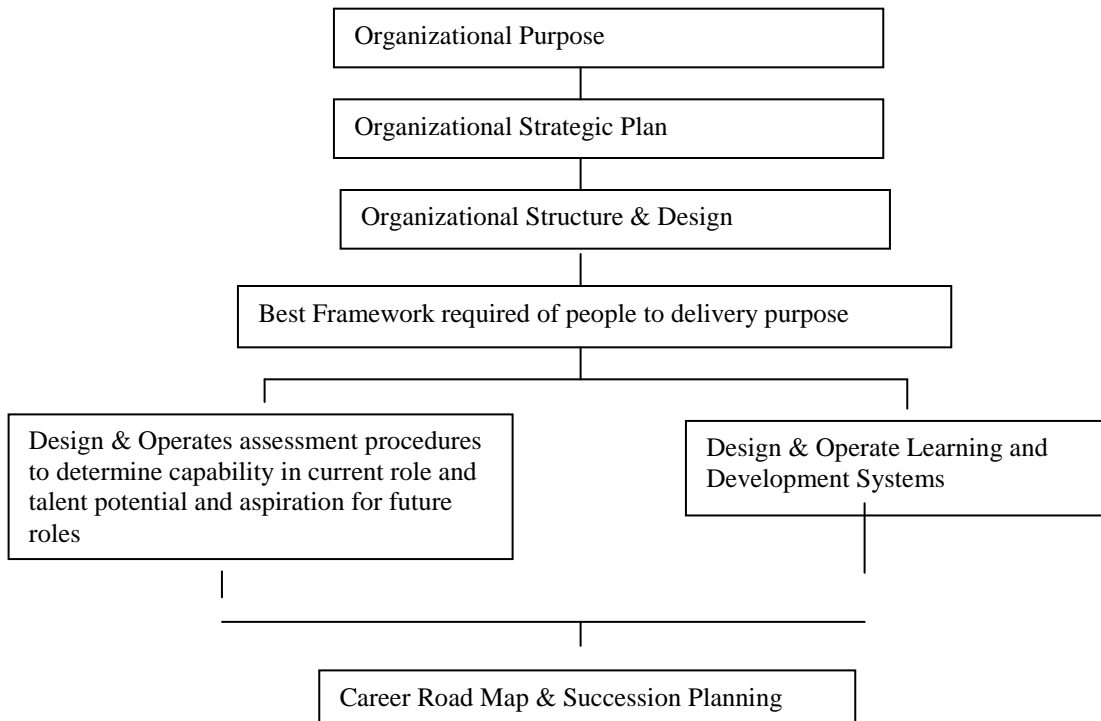 Organizational Purpose
Organizational Strategic Plan
Organizational Structure & Design
Best Framework required of people to delivery purpose
Design & Operates assessment procedures
to determine capability in current role and
talent potential and aspiration for future
roles
Design & Operate Learning and
Development Systems
Career Road Map & Succession Planning